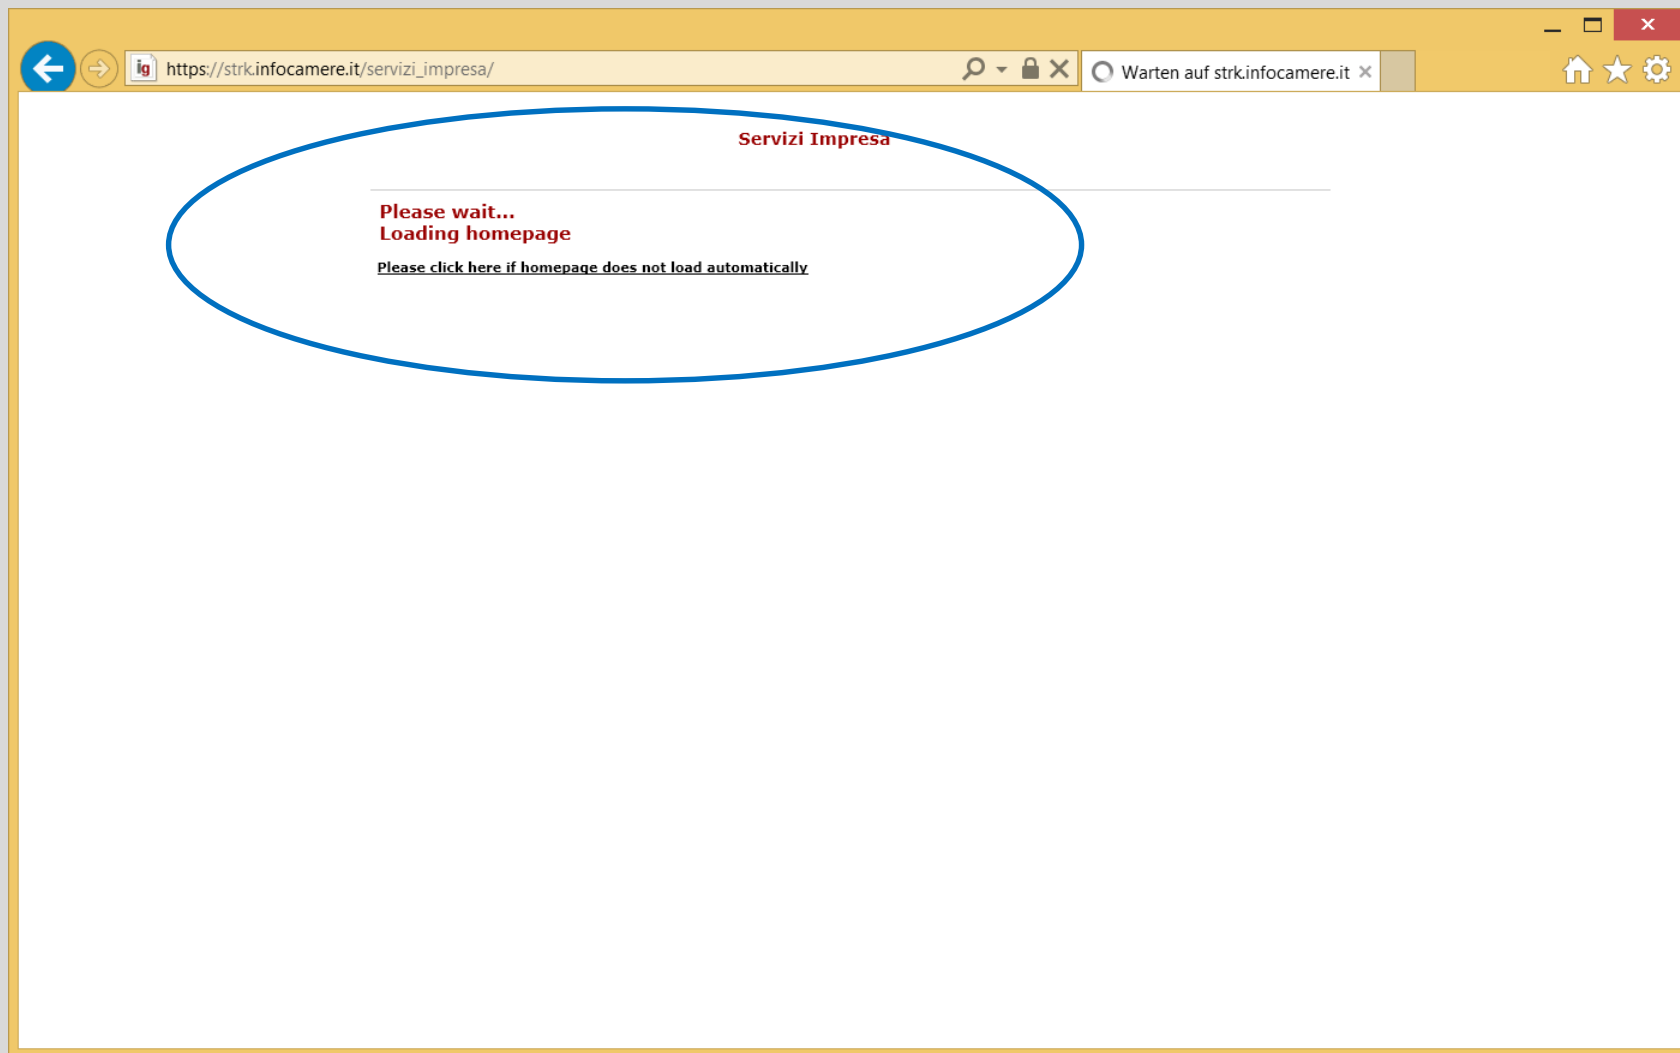 ig https://strk.infocamere.it/servizi_impresa/
Warten auf strk.infocamere.it
Servizi Impresa
Please wait...
Loading homepage
Please click here if homepage does not load automatically